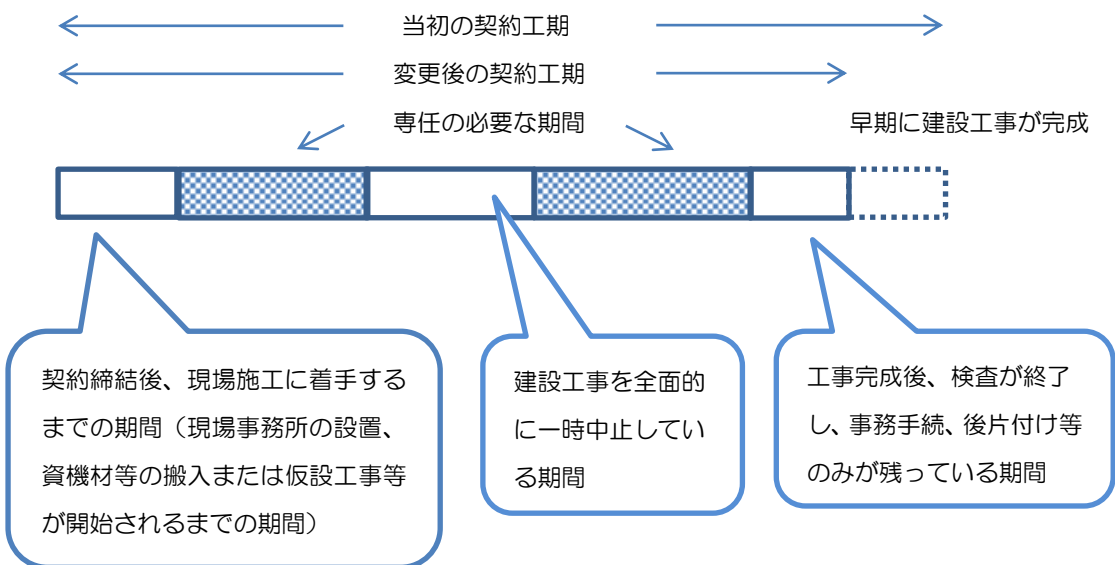 当初の契約工期
変更後の契約工期
専任の必要な期間
早期に建設工事が完成
契約締結後、現場施工に着手する
までの期間（現場事務所の設置、
資機材等の搬入または仮設工事等
が開始されるまでの期間）
建設工事を全面的
に一時中止してい
る期間
工事完成後、検査が終了
し、事務手続、後片付け等
のみが残っている期間